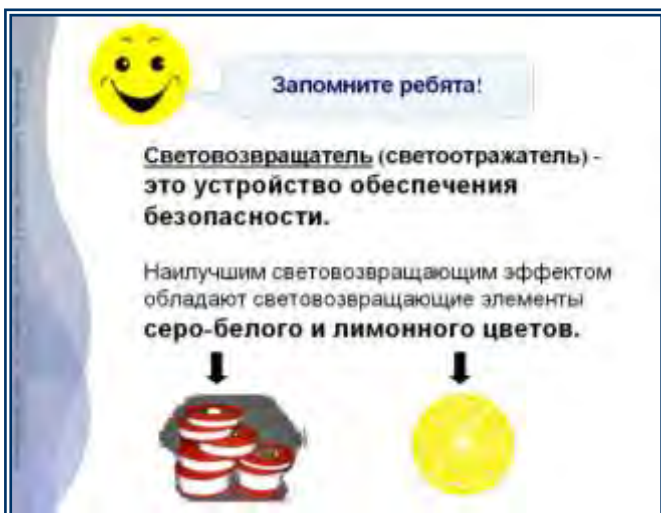 Запомните ребята!
Световозвращатель (светоотражатель) -
это устройство обеспечения
безопасности.
Наилучшим световозвращающим эффектом
обладают световозвращающие элементы
серо-белого и лимонного цветов.